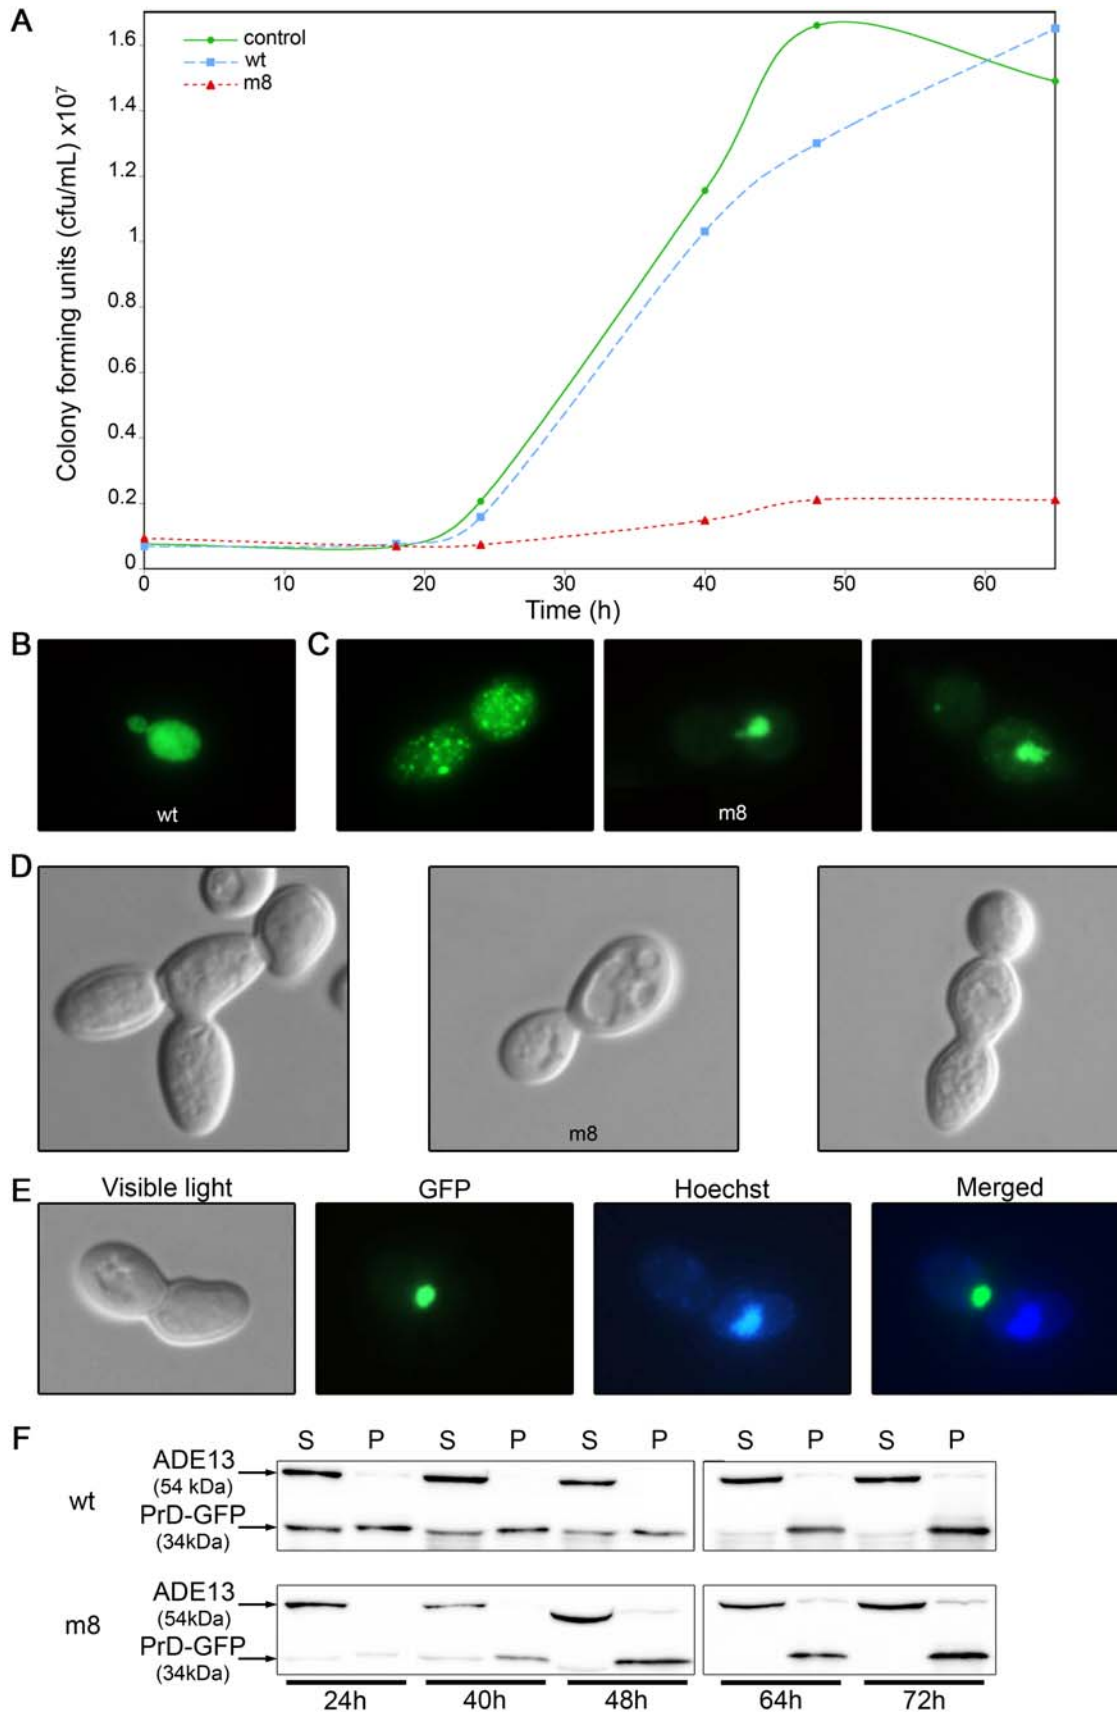 A
control
wt
m8
Colony forming units (cfu/mL) x10⁷
1.6
1.4
1.2
1
0.8
0.6
0.4
0.2
0
0 10 20 30 40 50 60
Time (h)
B C
wt m8
D
m8
E Visible light GFP Hoechst Merged
F S P S P S P S P S P
ADE13
(54 kDa)
wt
PrD-GFP
(34kDa)
ADE13
(54kDa)
m8
PrD-GFP
(34kDa)
24h 40h 48h 64h 72h